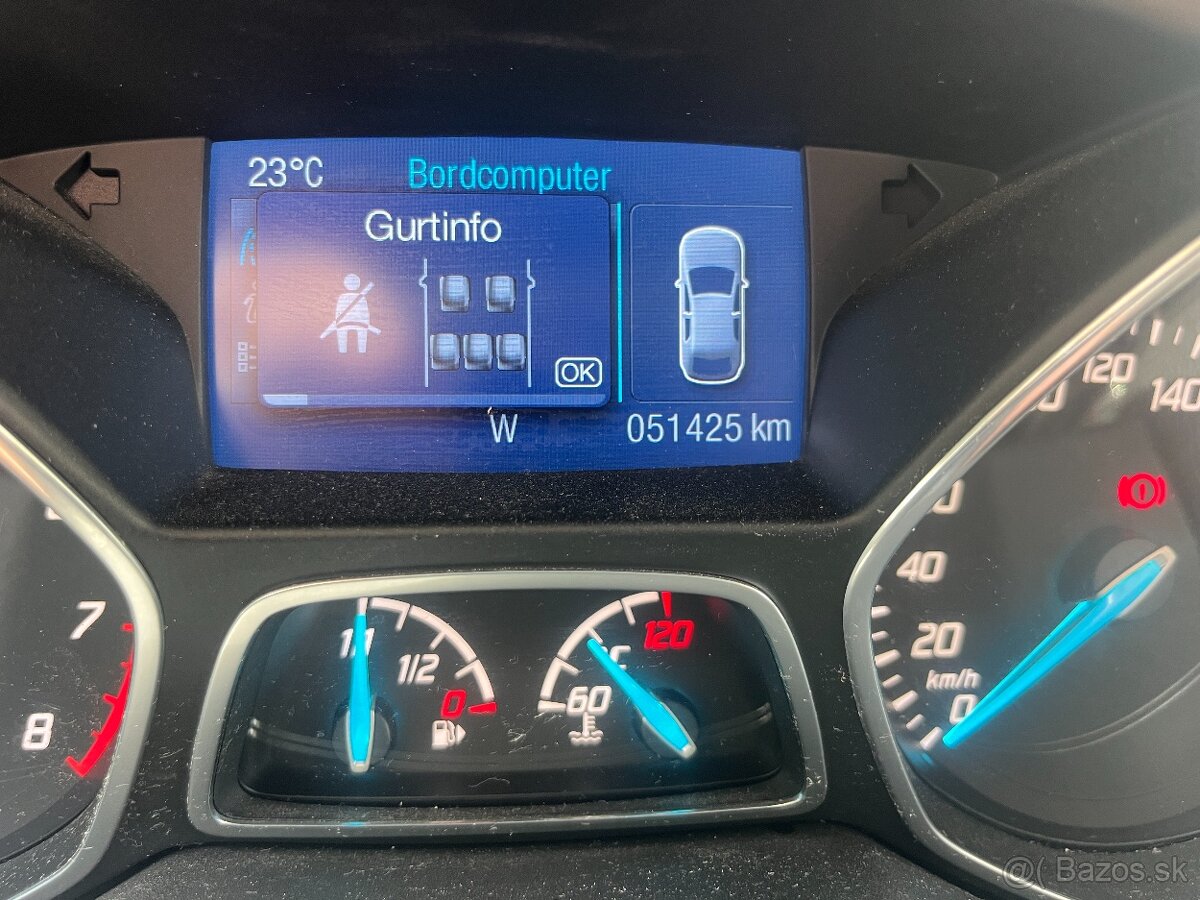 23°C Bordcomputer
Gurtinfo
OK
W 051425 km
7
8
1/1
1/2
0
60
°C
120
0
20
40
120
140
km/h
@( Bazos.sk